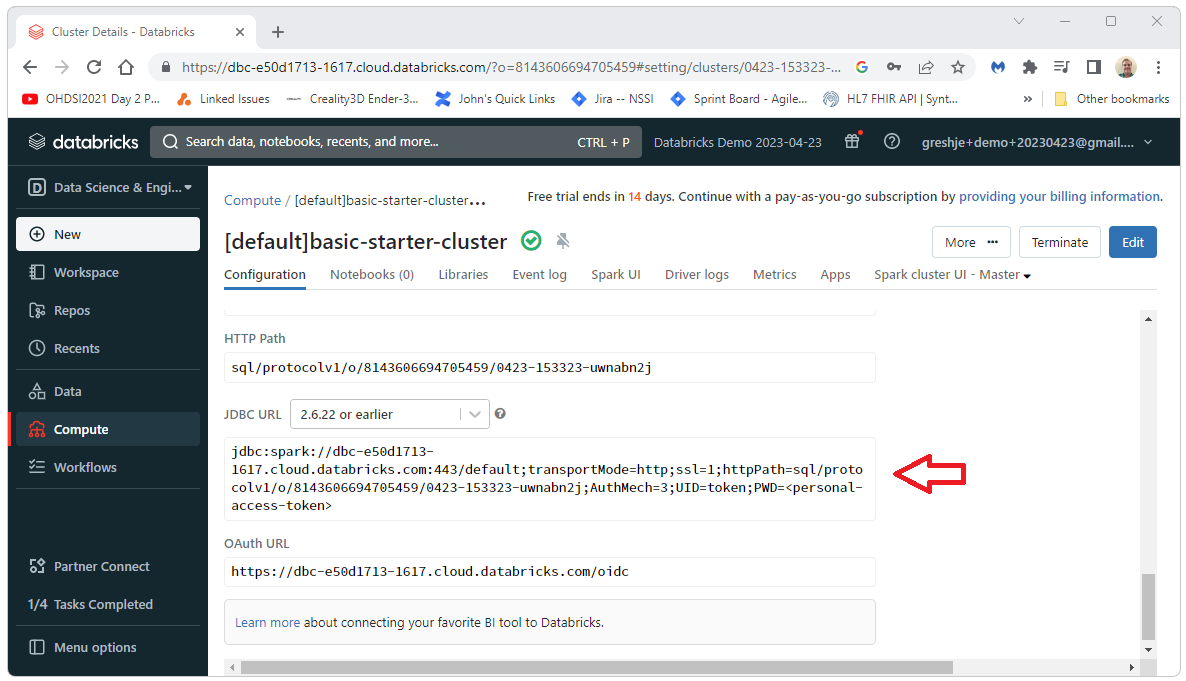 Cluster Details - Databricks
https://dbc-e50d1713-1617.cloud.databricks.com/?o=8143606694705459#setting/clusters/0423-153323-...
OHDSI2021 Day 2 P... Linked Issues Creality3D Ender-3... John's Quick Links Jira -- NSSI Sprint Board - Agile... HL7 FHIR API | Synt... » Other bookmarks
databricks Search data, notebooks, recents, and more... CTRL + P Databricks Demo 2023-04-23 greshje+demo+20230423@gmail....
Data Science & Engi...
New
Workspace
Repos
Recents
Data
Compute
Workflows
Partner Connect
1/4 Tasks Completed
Menu options
Compute / [default]basic-starter-cluster...
Free trial ends in 14 days. Continue with a pay-as-you-go subscription by providing your billing information.
[default]basic-starter-cluster
More ••• Terminate Edit
Configuration Notebooks (0) Libraries Event log Spark UI Driver logs Metrics Apps Spark cluster UI - Master
HTTP Path
sql/protocolv1/o/8143606694705459/0423-153323-uwnabn2j
JDBC URL 2.6.22 or earlier
jdbc:spark://dbc-e50d1713-
1617.cloud.databricks.com:443/default;transportMode=http;ssl=1;httpPath=sql/proto
colv1/o/8143606694705459/0423-153323-uwnabn2j;AuthMech=3;UID=token;PWD=<personal-
access-token>
OAuth URL
https://dbc-e50d1713-1617.cloud.databricks.com/oidc
Learn more about connecting your favorite BI tool to Databricks.